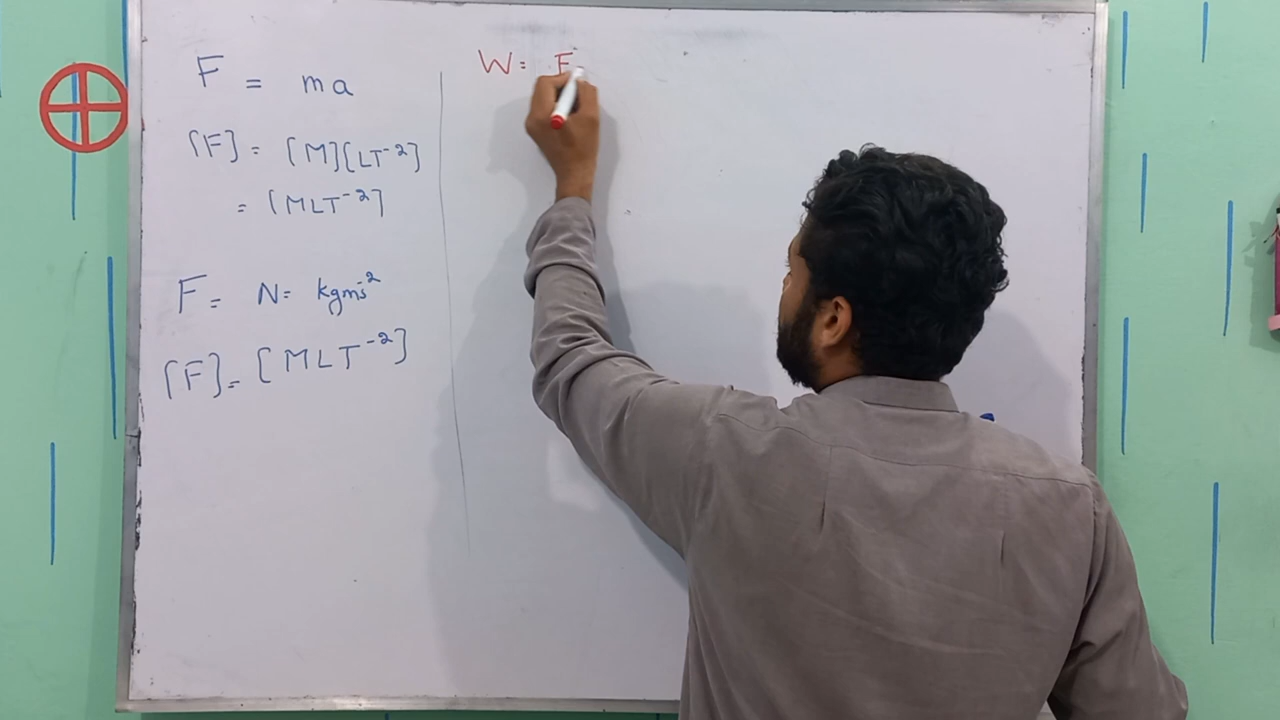 F = ma
[F] = [M][LT⁻²]
= [MLT⁻²]
F = N = kgms⁻²
[F] = [MLT⁻²]
W = F